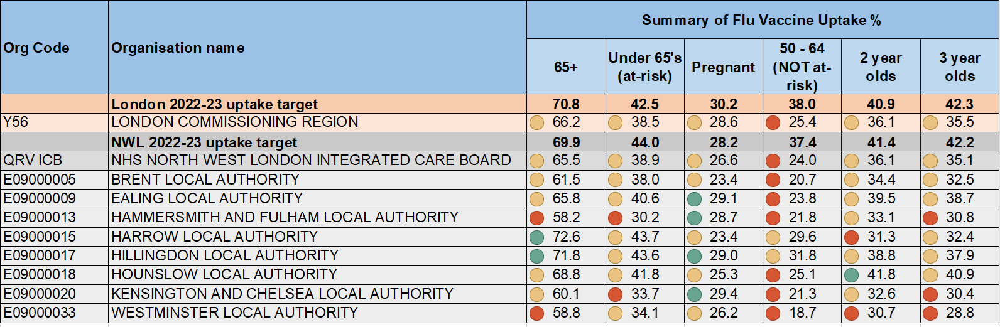 Summary of Flu Vaccine Uptake %
Org Code Organisation name
65+ Under 65's (at-risk) Pregnant 50 - 64 (NOT at-risk) 2 year olds 3 year olds
London 2022-23 uptake target 70.8 42.5 30.2 38.0 40.9 42.3
Y56 LONDON COMMISSIONING REGION 66.2 38.5 28.6 25.4 36.1 35.5
NWL 2022-23 uptake target 69.9 44.0 28.2 37.4 41.4 42.2
QRV ICB NHS NORTH WEST LONDON INTEGRATED CARE BOARD 65.5 38.9 26.6 24.0 36.1 35.1
E09000005 BRENT LOCAL AUTHORITY 61.5 38.0 23.4 20.7 34.4 32.5
E09000009 EALING LOCAL AUTHORITY 65.8 40.6 29.1 23.8 39.5 38.7
E09000013 HAMMERSMITH AND FULHAM LOCAL AUTHORITY 58.2 30.2 28.7 21.8 33.1 30.8
E09000015 HARROW LOCAL AUTHORITY 72.6 43.7 23.4 29.6 31.3 32.4
E09000017 HILLINGDON LOCAL AUTHORITY 71.8 43.6 29.0 31.8 38.8 37.9
E09000018 HOUNSLOW LOCAL AUTHORITY 68.8 41.8 25.3 25.1 41.8 40.9
E09000020 KENSINGTON AND CHELSEA LOCAL AUTHORITY 60.1 33.7 29.4 21.3 32.6 30.4
E09000033 WESTMINSTER LOCAL AUTHORITY 58.8 34.1 26.2 18.7 30.7 28.8